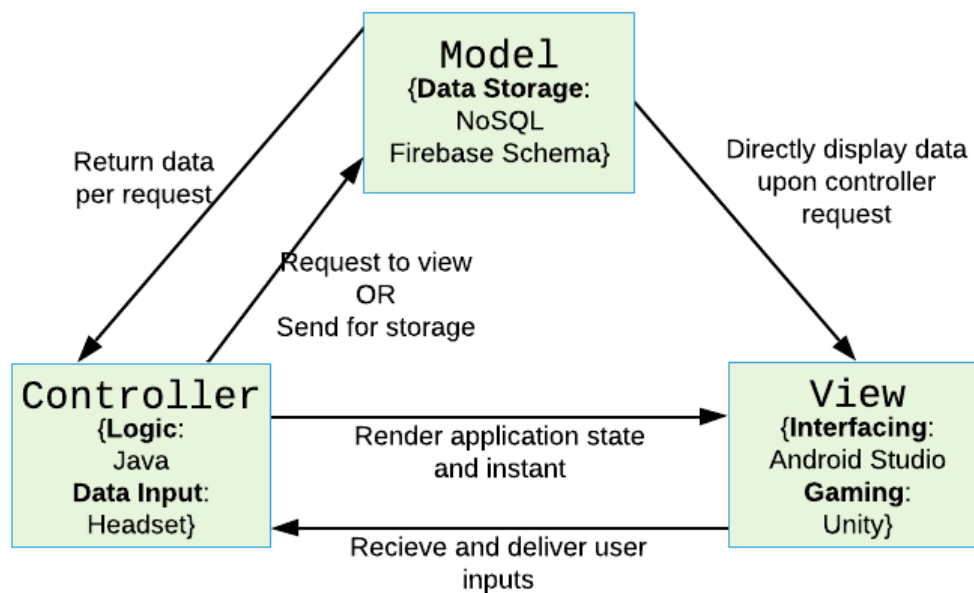 Model
{Data Storage:
NoSQL
Firebase Schema}
Return data
per request
Directly display data
upon controller
request
Request to view
OR
Send for storage
Controller
{Logic:
Java
Data Input:
Headset}
Render application state
and instant
View
{Interfacing:
Android Studio
Gaming:
Unity}
Recieve and deliver user
inputs